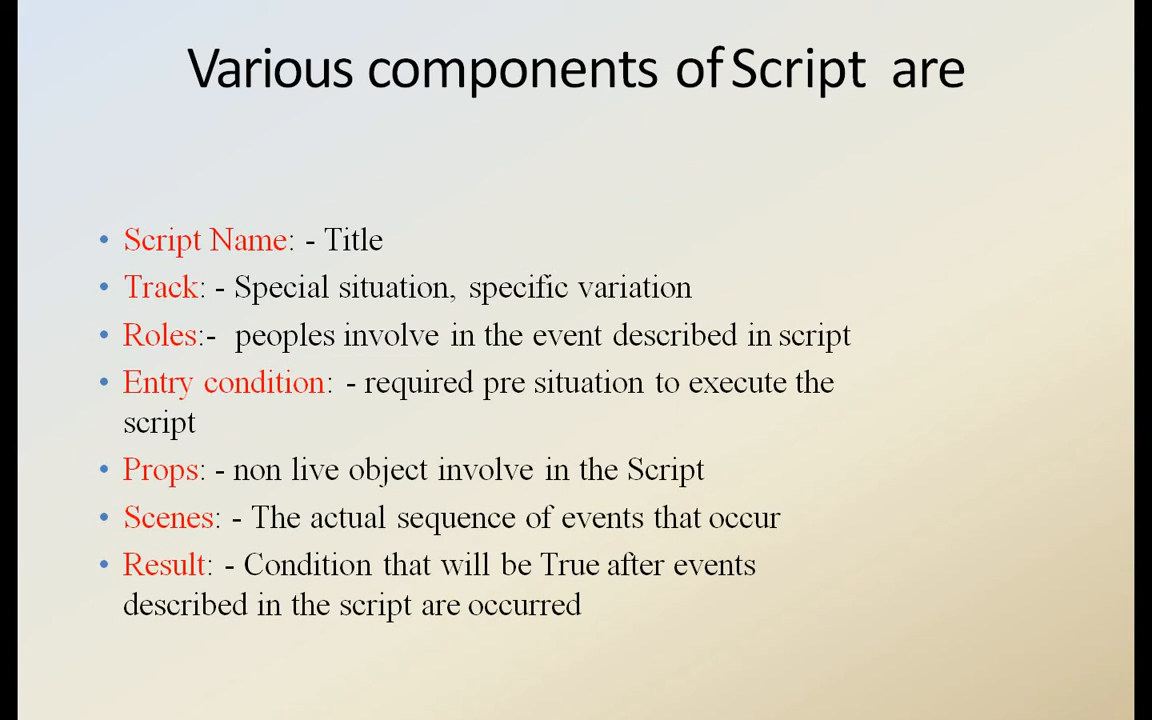 Various components of Script are
• Script Name: - Title
• Track: - Special situation, specific variation
• Roles:- peoples involve in the event described in script
• Entry condition: - required pre situation to execute the
script
• Props: - non live object involve in the Script
• Scenes: - The actual sequence of events that occur
• Result: - Condition that will be True after events
described in the script are occurred